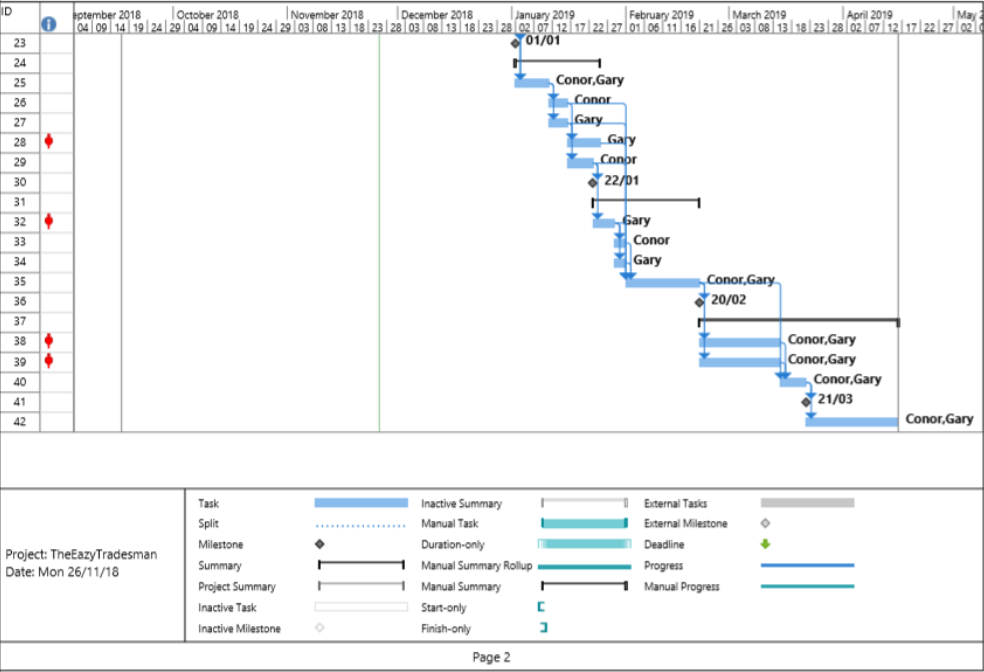 ID
eptember 2018 October 2018 November 2018 December 2018 January 2019 February 2019 March 2019 April 2019 May 2
04 09 14 19 24 29 04 09 14 19 24 29 03 08 13 18 23 28 03 08 13 18 23 28 02 07 12 17 22 27 01 06 11 16 21 26 03 08 13 18 23 28 02 07 12 17 22 27 02 07
23 01/01
24
25 Conor,Gary
26 Conor
27 Gary
28 Gary
29 Conor
30 22/01
31
32 Gary
33 Conor
34 Gary
35 Conor,Gary
36 20/02
37
38 Conor,Gary
39 Conor,Gary
40 Conor,Gary
41 21/03
42 Conor,Gary
Project: TheEazyTradesman
Date: Mon 26/11/18
Task Inactive Summary External Tasks
Split Manual Task External Milestone
Milestone Duration-only Deadline
Summary Manual Summary Rollup Progress
Project Summary Manual Summary Manual Progress
Inactive Task Start-only
Inactive Milestone Finish-only
Page 2